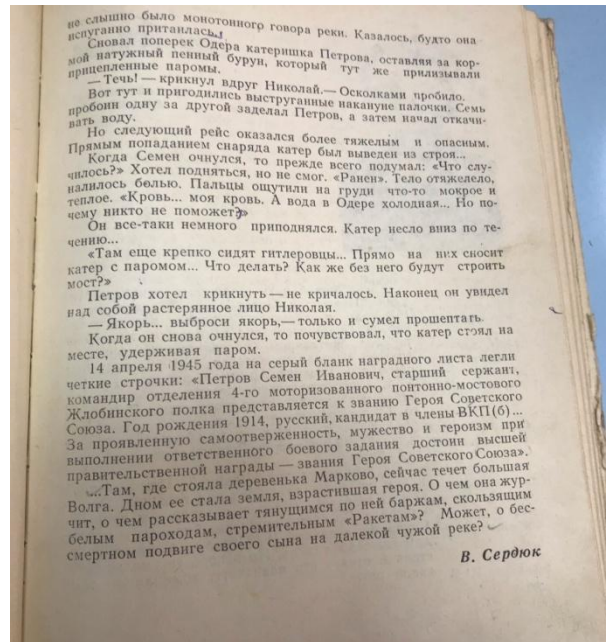 не слышно было монотонного говора реки. Казалось, будто она
испуганно притаилась.
Сновал поперек Одера катеришка Петрова, оставляя за кор-
мой натужный пенный бурун, который тут же прилизывали
прицепленные паромы.
— Течь! — крикнул вдруг Николай.— Осколками пробило.
Вот тут и пригодились выструганные накануне палочки. Семь
пробоин одну за другой заделал Петров, а затем начал откачи-
вать воду.
Но следующий рейс оказался более тяжелым и опасным.
Прямым попаданием снаряда катер был выведен из строя...
Когда Семен очнулся, то прежде всего подумал: «Что слу-
чилось?» Хотел подняться, но не смог. «Ранен». Тело отяжелело,
налилось болью. Пальцы ощутили на груди что-то мокрое и
теплое. «Кровь... моя кровь. А вода в Одере холодная... Но по-
чему никто не поможет?»
Он все-таки немного приподнялся. Катер несло вниз по те-
чению...
«Там еще крепко сидят гитлеровцы... Прямо на них сносит
катер с паромом... Что делать? Как же без него будут строить
мост?»
Петров хотел крикнуть — не кричалось. Наконец он увидел
над собой растерянное лицо Николая.
— Якорь... выброси якорь,— только и сумел прошептать.
Когда он снова очнулся, то почувствовал, что катер стоял на
месте, удерживая паром.
14 апреля 1945 года на серый бланк наградного листа легли
четкие строчки: «Петров Семен Иванович, старший сержант,
командир отделения 4-го моторизованного понтонно-мостового
Жлобинского полка представляется к званию Героя Советского
Союза. Год рождения 1914, русский, кандидат в члены ВКП(б)...
За проявленную самоотверженность, мужество и героизм при
выполнении ответственного боевого задания достоин высшей
правительственной награды — звания Героя Советского Союза».
...Там, где стояла деревенька Марково, сейчас течет большая
Волга. Дном ее стала земля, взрастившая героя. О чем она жур-
чит, о чем рассказывает тянущимся по ней баржам, скользящим
белым пароходам, стремительным «Ракетам»? Может, о бес-
смертном подвиге своего сына на далекой чужой реке?
В. Сердюк